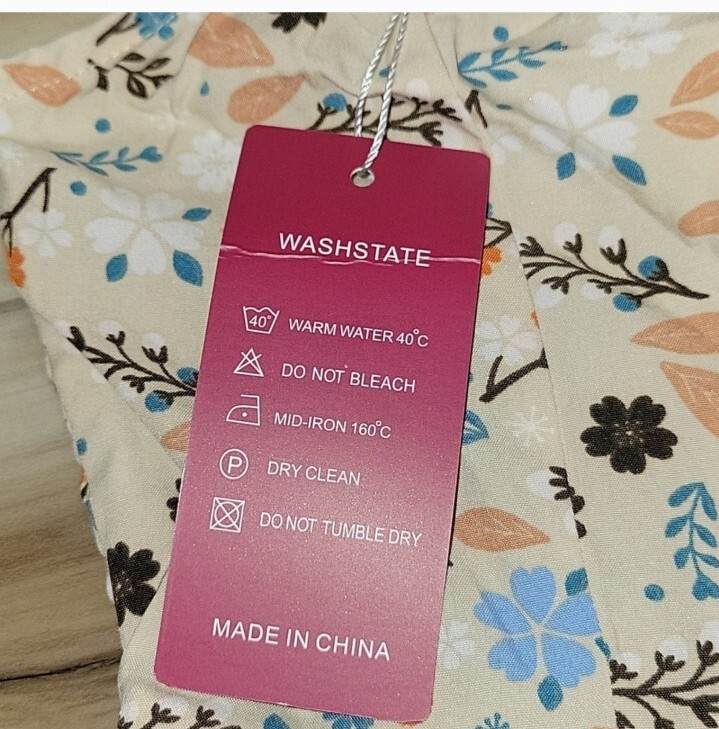 WASHSTATE
40° WARM WATER 40°C
DO NOT BLEACH
MID-IRON 160°C
P DRY CLEAN
DO NOT TUMBLE DRY
MADE IN CHINA